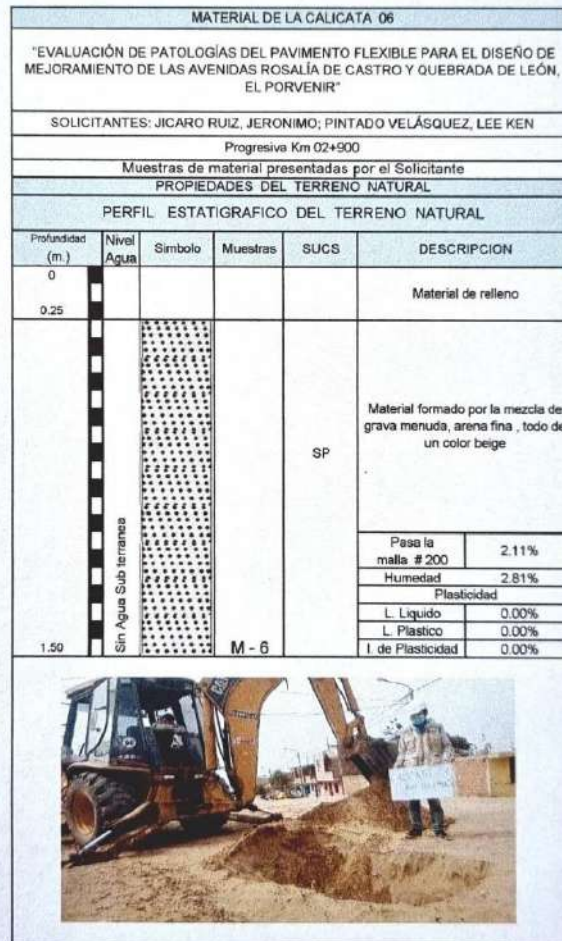 MATERIAL DE LA CALICATA 06
"EVALUACIÓN DE PATOLOGÍAS DEL PAVIMENTO FLEXIBLE PARA EL DISEÑO DE
MEJORAMIENTO DE LAS AVENIDAS ROSALÍA DE CASTRO Y QUEBRADA DE LEÓN,
EL PORVENIR"
SOLICITANTES: JICARO RUIZ, JERONIMO; PINTADO VELÁSQUEZ, LEE KEN
Progresiva Km 02+900
Muestras de material presentadas por el Solicitante
PROPIEDADES DEL TERRENO NATURAL
PERFIL ESTATIGRAFICO DEL TERRENO NATURAL
Profundidad (m.) Nivel Agua Simbolo Muestras SUCS DESCRIPCION
0
Material de relleno
0.25
Material formado por la mezcla de
grava menuda, arena fina , todo de
un color beige
SP
Pasa la malla # 200 2.11%
Humedad 2.81%
Plasticidad
L. Liquido 0.00%
L. Plastico 0.00%
I. de Plasticidad 0.00%
Sin Agua Sub terranea
1.50 M - 6